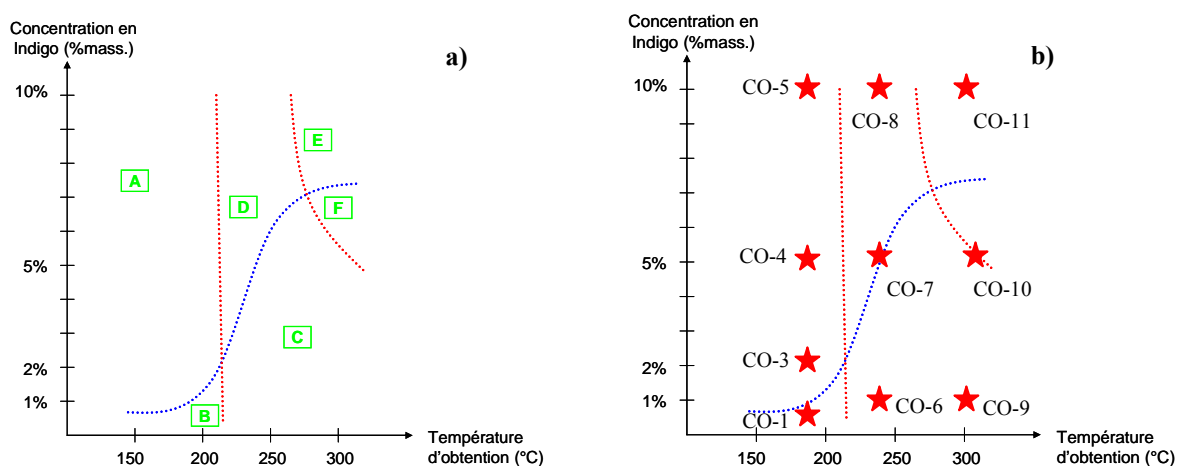 Concentration en
Indigo (%mass.)
a)
10%
5%
2%
1%
A
B
C
D
E
F
150
200
250
300
Température
d'obtention (°C)
Concentration en
Indigo (%mass.)
b)
10%
5%
2%
1%
CO-5
CO-8
CO-11
CO-4
CO-7
CO-10
CO-3
CO-1
CO-6
CO-9
150
200
250
300
Température
d'obtention (°C)